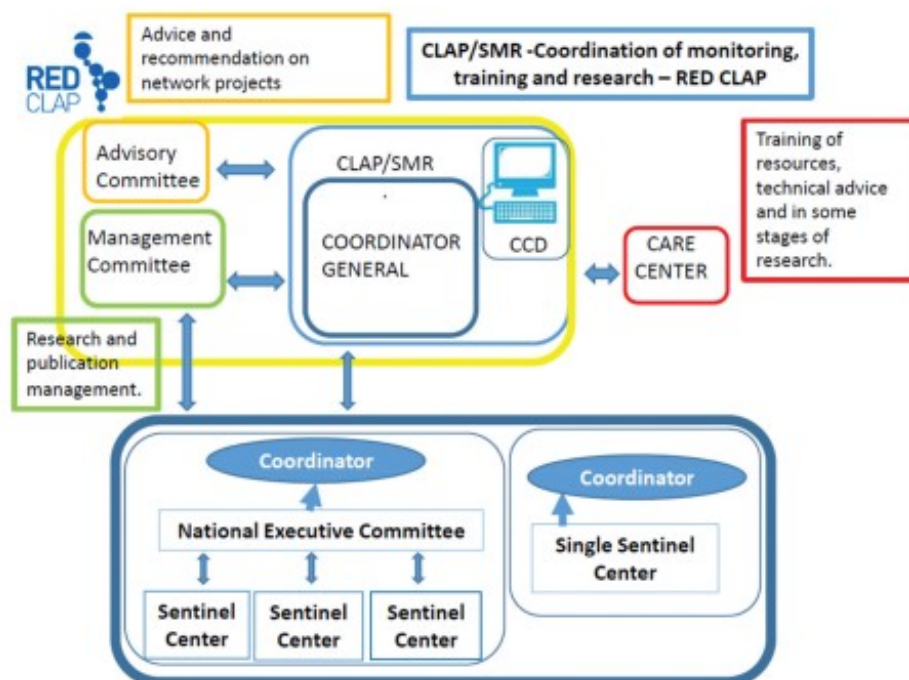 RED
CLAP
Advice and
recommendation on
network projects
CLAP/SMR -Coordination of monitoring,
training and research – RED CLAP
Advisory
Committee
Management
Committee
Research and
publication
management.
CLAP/SMR
COORDINATOR
GENERAL
CCD
CARE
CENTER
Training of
resources,
technical advice
and in some
stages of
research.
Coordinator
National Executive Committee
Sentinel
Center
Sentinel
Center
Sentinel
Center
Coordinator
Single Sentinel
Center